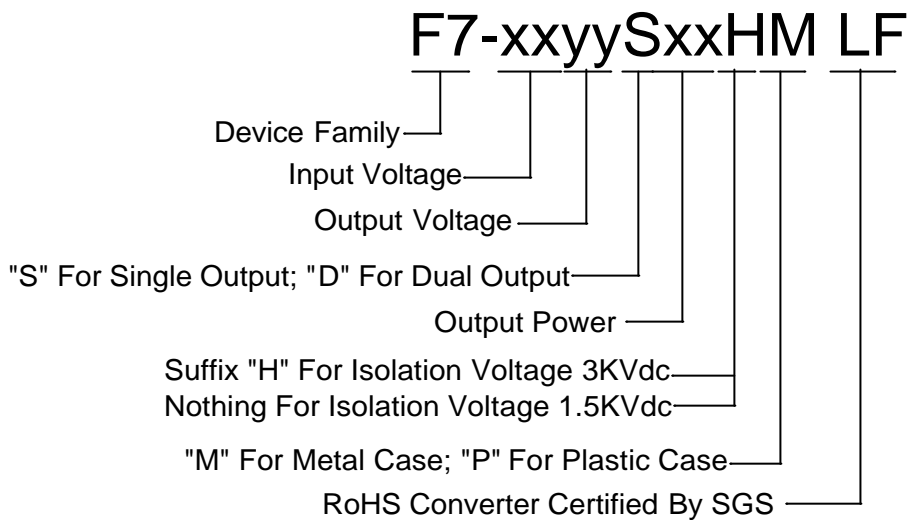 F7-xxyySxxHM LF
Device Family
Input Voltage
Output Voltage
"S" For Single Output; "D" For Dual Output
Output Power
Suffix "H" For Isolation Voltage 3KVdc
Nothing For Isolation Voltage 1.5KVdc
"M" For Metal Case; "P" For Plastic Case
RoHS Converter Certified By SGS